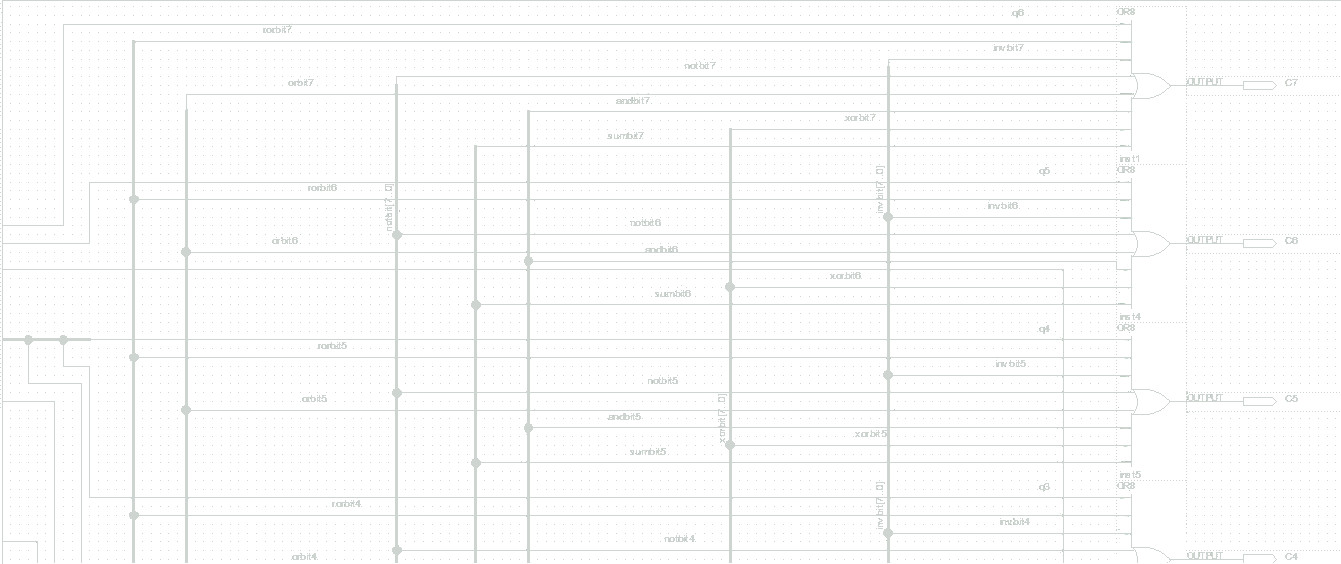 q6 OR8
rorbit7
invbit7
notbit7
orbit7 OUTPUT C7
andbit7
xorbit7
sumbit7
inst1
q5 OR8
rorbit6 notbit[7..0] invbit[7..0]
invbit6
notbit6
orbit6 OUTPUT C6
andbit6
xorbit6
sumbit6
inst4
q4 OR8
rorbit5
invbit5
notbit5
orbit5 OUTPUT C5
andbit5 xorbit[7..0]
xorbit5
sumbit5
inst5
q3 OR8
rorbit4 invbit[7..0]
invbit4
notbit4
orbit4 OUTPUT C4